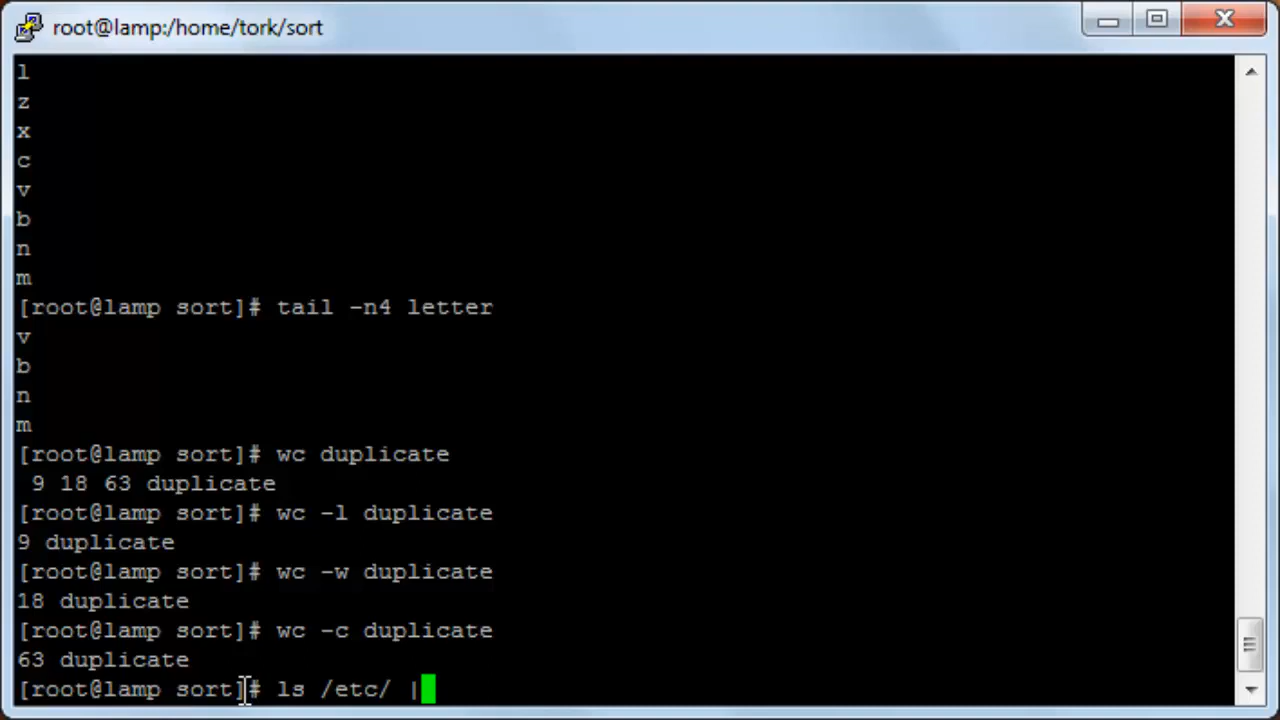 root@lamp:/home/tork/sort
l
z
x
c
v
b
n
m
[root@lamp sort]# tail -n4 letter
v
b
n
m
[root@lamp sort]# wc duplicate
 9 18 63 duplicate
[root@lamp sort]# wc -l duplicate
9 duplicate
[root@lamp sort]# wc -w duplicate
18 duplicate
[root@lamp sort]# wc -c duplicate
63 duplicate
[root@lamp sort]# ls /etc/ |